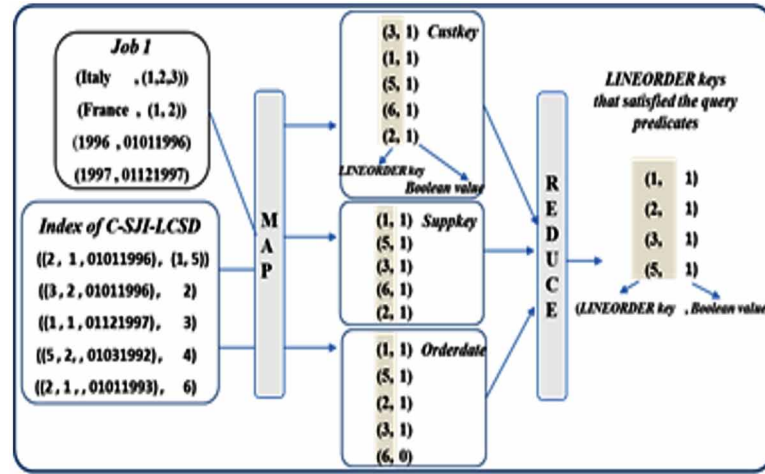 Job 1
(Italy , (1,2,3))
(France , (1, 2))
(1996 , 01011996)
(1997 , 01121997)
Index of C-SJI-LCSD
((2 , 1 ,01011996), (1, 5))
((3 , 2 ,01011996), 2)
((1 , 1 ,01121997), 3)
((5 , 2, ,01031992), 4)
((2 , 1, ,01011993), 6)
MAP
(3, 1) Custkey
(1, 1)
(5, 1)
(6, 1)
(2, 1)
LINEORDER key
Boolean value
(1, 1) Suppkey
(5, 1)
(3, 1)
(6, 1)
(2, 1)
(1, 1) Orderdate
(5, 1)
(2, 1)
(3, 1)
(6, 0)
REDUCE
LINEORDER keys
that satisfied the query
predicates
(1, 1)
(2, 1)
(3, 1)
(5, 1)
(LINEORDER key , Boolean value